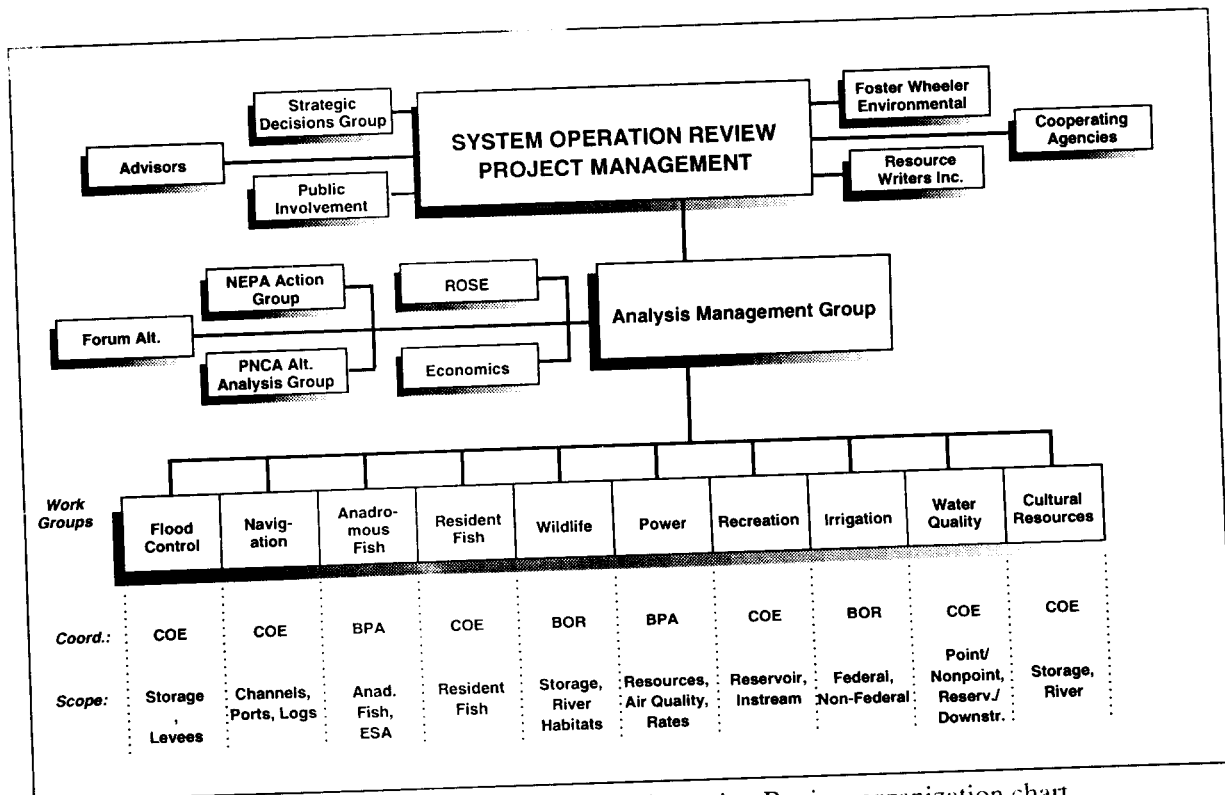 Strategic
Decisions Group
SYSTEM OPERATION REVIEW
PROJECT MANAGEMENT
Foster Wheeler
Environmental
Cooperating
Agencies
Advisors
Public
Involvement
Resource
Writers Inc.
NEPA Action
Group
ROSE
Analysis Management Group
Forum Alt.
PNCA Alt.
Analysis Group
Economics
Work
Groups
Flood
Control
Navig-
ation
Anadro-
mous
Fish
Resident
Fish
Wildlife
Power
Recreation
Irrigation
Water
Quality
Cultural
Resources
Coord.:
COE
COE
BPA
COE
BOR
BPA
COE
BOR
COE
COE
Scope:
Storage
,
Levees
Channels,
Ports, Logs
Anad.
Fish,
ESA
Resident
Fish
Storage,
River
Habitats
Resources,
Air Quality,
Rates
Reservoir,
Instream
Federal,
Non-Federal
Point/
Nonpoint,
Reserv./
Downstr.
Storage,
River
organization chart